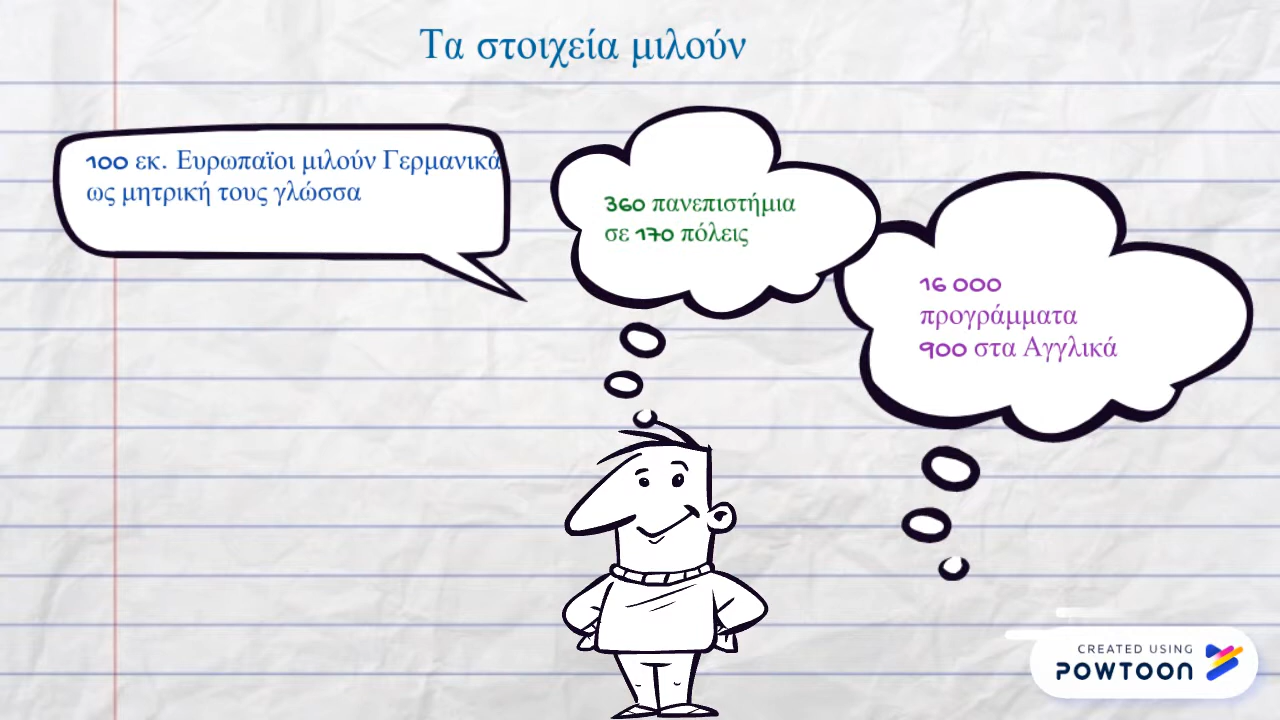 Τα στοιχεία μιλούν
100 εκ. Ευρωπαϊοι μιλούν Γερμανικά
ως μητρική τους γλώσσα
360 πανεπιστήμια
σε 170 πόλεις
16 000
προγράμματα
900 στα Αγγλικά
CREATED USING
POWTOON